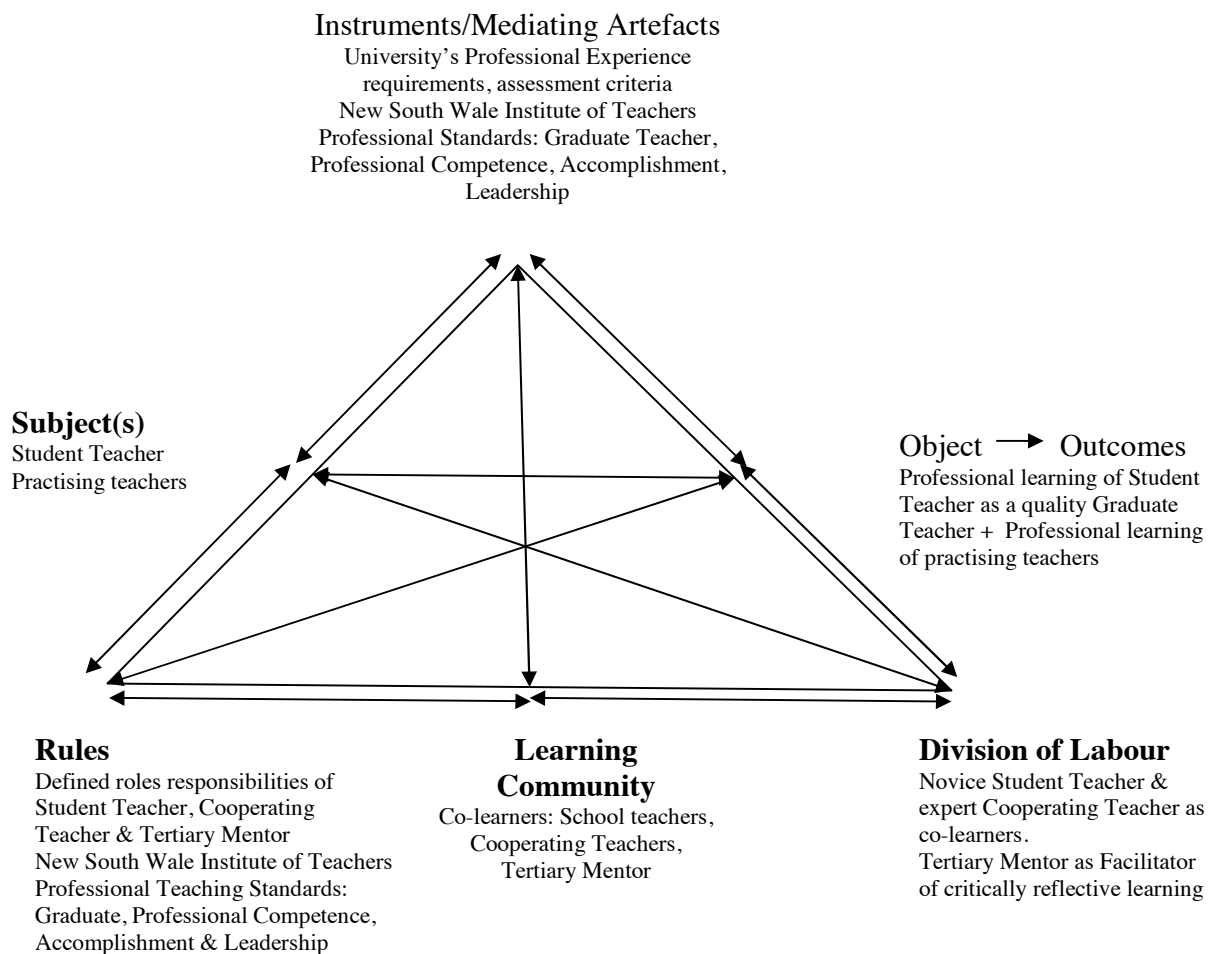 Instruments/Mediating Artefacts
University's Professional Experience
requirements, assessment criteria
New South Wale Institute of Teachers
Professional Standards: Graduate Teacher,
Professional Competence, Accomplishment,
Leadership
Subject(s)
Student Teacher
Practising teachers
Object Outcomes
Professional learning of Student
Teacher as a quality Graduate
Teacher + Professional learning
of practising teachers
Rules
Defined roles responsibilities of
Student Teacher, Cooperating
Teacher & Tertiary Mentor
New South Wale Institute of Teachers
Professional Teaching Standards:
Graduate, Professional Competence,
Accomplishment & Leadership
Learning
Community
Co-learners: School teachers,
Cooperating Teachers,
Tertiary Mentor
Division of Labour
Novice Student Teacher &
expert Cooperating Teacher as
co-learners.
Tertiary Mentor as Facilitator
of critically reflective learning